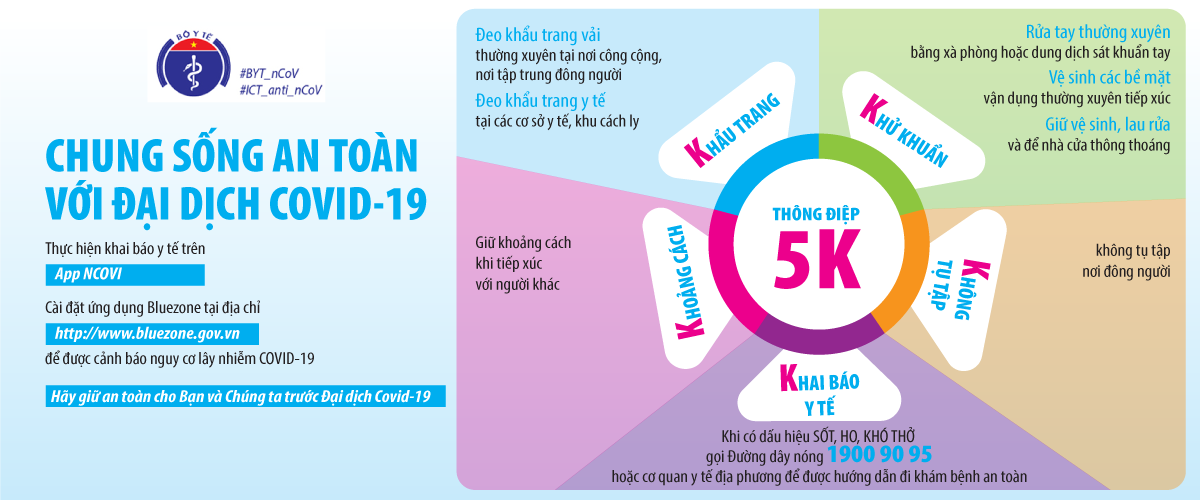 BỘ Y TẾ
#BYT_nCoV
#ICT_anti_nCoV
CHUNG SỐNG AN TOÀN
VỚI ĐẠI DỊCH COVID-19
Thực hiện khai báo y tế trên
App NCOVI
Cài đặt ứng dụng Bluezone tại địa chỉ
http://www.bluezone.gov.vn
để được cảnh báo nguy cơ lây nhiễm COVID-19
Hãy giữ an toàn cho Bạn và Chúng ta trước Đại dịch Covid-19
Đeo khẩu trang vải
thường xuyên tại nơi công cộng,
nơi tập trung đông người
Đeo khẩu trang y tế
tại các cơ sở y tế, khu cách ly
KHẨU TRANG
Rửa tay thường xuyên
bằng xà phòng hoặc dung dịch sát khuẩn tay
Vệ sinh các bề mặt
vận dụng thường xuyên tiếp xúc
Giữ vệ sinh, lau rửa
và để nhà cửa thông thoáng
KHỬ KHUẨN
Giữ khoảng cách
khi tiếp xúc
với người khác
KHOẢNG CÁCH
THÔNG ĐIỆP
5K
KHÔNG
TỤ TẬP
không tụ tập
nơi đông người
KHAI BÁO
Y TẾ
Khi có dấu hiệu SỐT, HO, KHÓ THỞ
gọi Đường dây nóng 1900 90 95
hoặc cơ quan y tế địa phương để được hướng dẫn đi khám bệnh an toàn